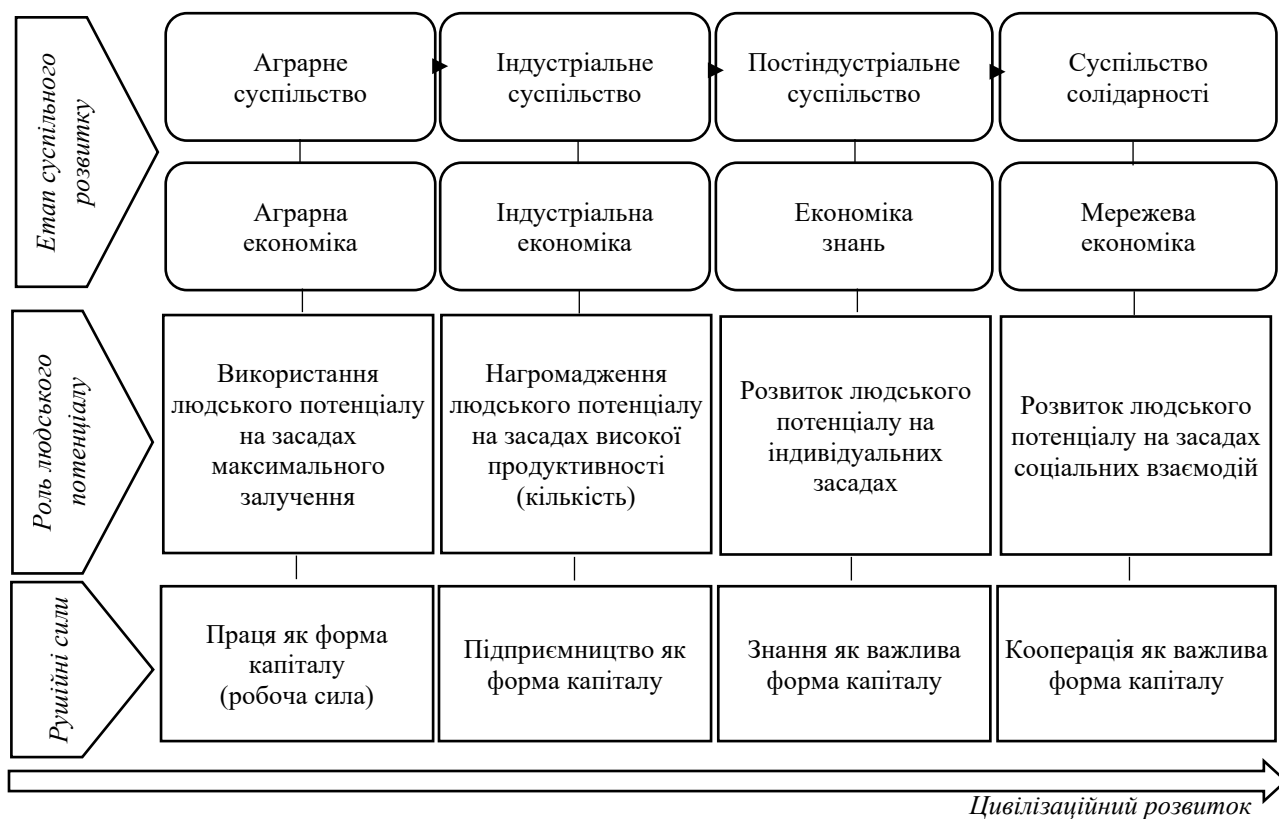 Етап суспільного
розвитку
Аграрне
суспільство
Індустріальне
суспільство
Постіндустріальне
суспільство
Суспільство
солідарності
Аграрна
економіка
Індустріальна
економіка
Економіка
знань
Мережева
економіка
Роль людського
потенціалу
Використання
людського потенціалу
на засадах
максимального
залучення
Нагромадження
людського потенціалу
на засадах високої
продуктивності
(кількість)
Розвиток людського
потенціалу на
індивідуальних
засадах
Розвиток людського
потенціалу на засадах
соціальних взаємодій
Рушійні сили
Праця як форма
капіталу
(робоча сила)
Підприємництво як
форма капіталу
Знання як важлива
форма капіталу
Кооперація як важлива
форма капіталу
Цивілізаційний розвиток